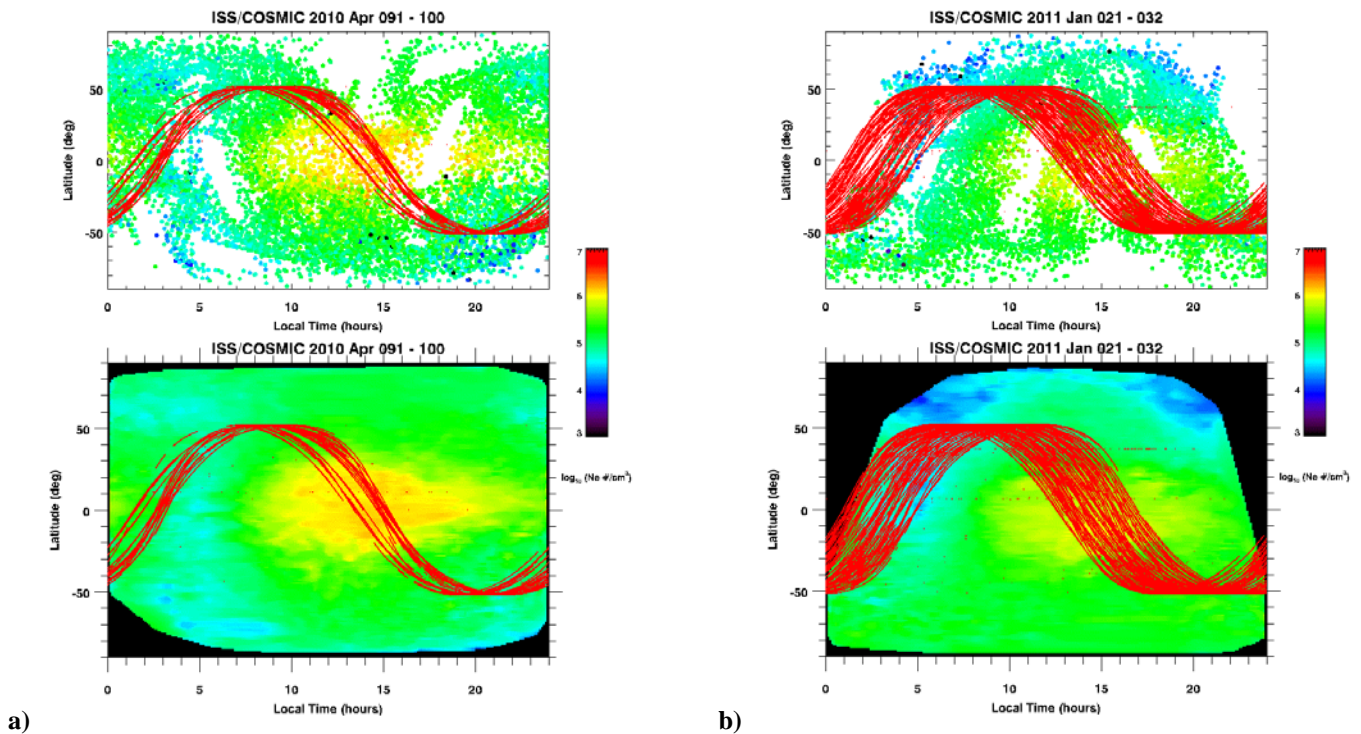 ISS/COSMIC 2010 Apr 091 - 100
50
0
-50
Latitude (deg)
0 5 10 15 20
Local Time (hours)
ISS/COSMIC 2010 Apr 091 - 100
50
0
-50
Latitude (deg)
0 5 10 15 20
Local Time (hours)
7
6
5
4
3
log₁₀ (Ne #/cm³)
a)
ISS/COSMIC 2011 Jan 021 - 032
50
0
-50
Latitude (deg)
0 5 10 15 20
Local Time (hours)
ISS/COSMIC 2011 Jan 021 - 032
50
0
-50
Latitude (deg)
0 5 10 15 20
Local Time (hours)
7
6
5
4
3
log₁₀ (Ne #/cm³)
b)